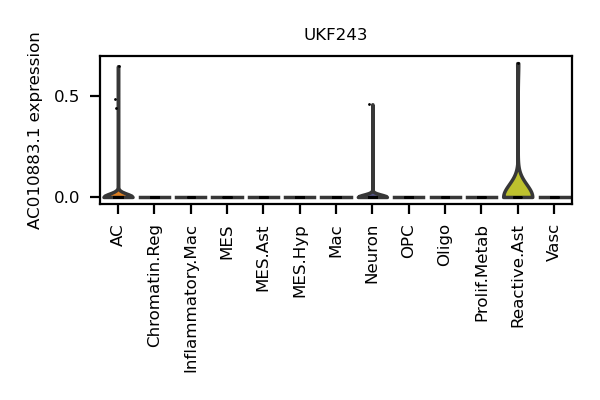 UKF243
AC010883.1 expression
0.5
0.0
AC
Chromatin.Reg
Inflammatory.Mac
MES
MES.Ast
MES.Hyp
Mac
Neuron
OPC
Oligo
Prolif.Metab
Reactive.Ast
Vasc